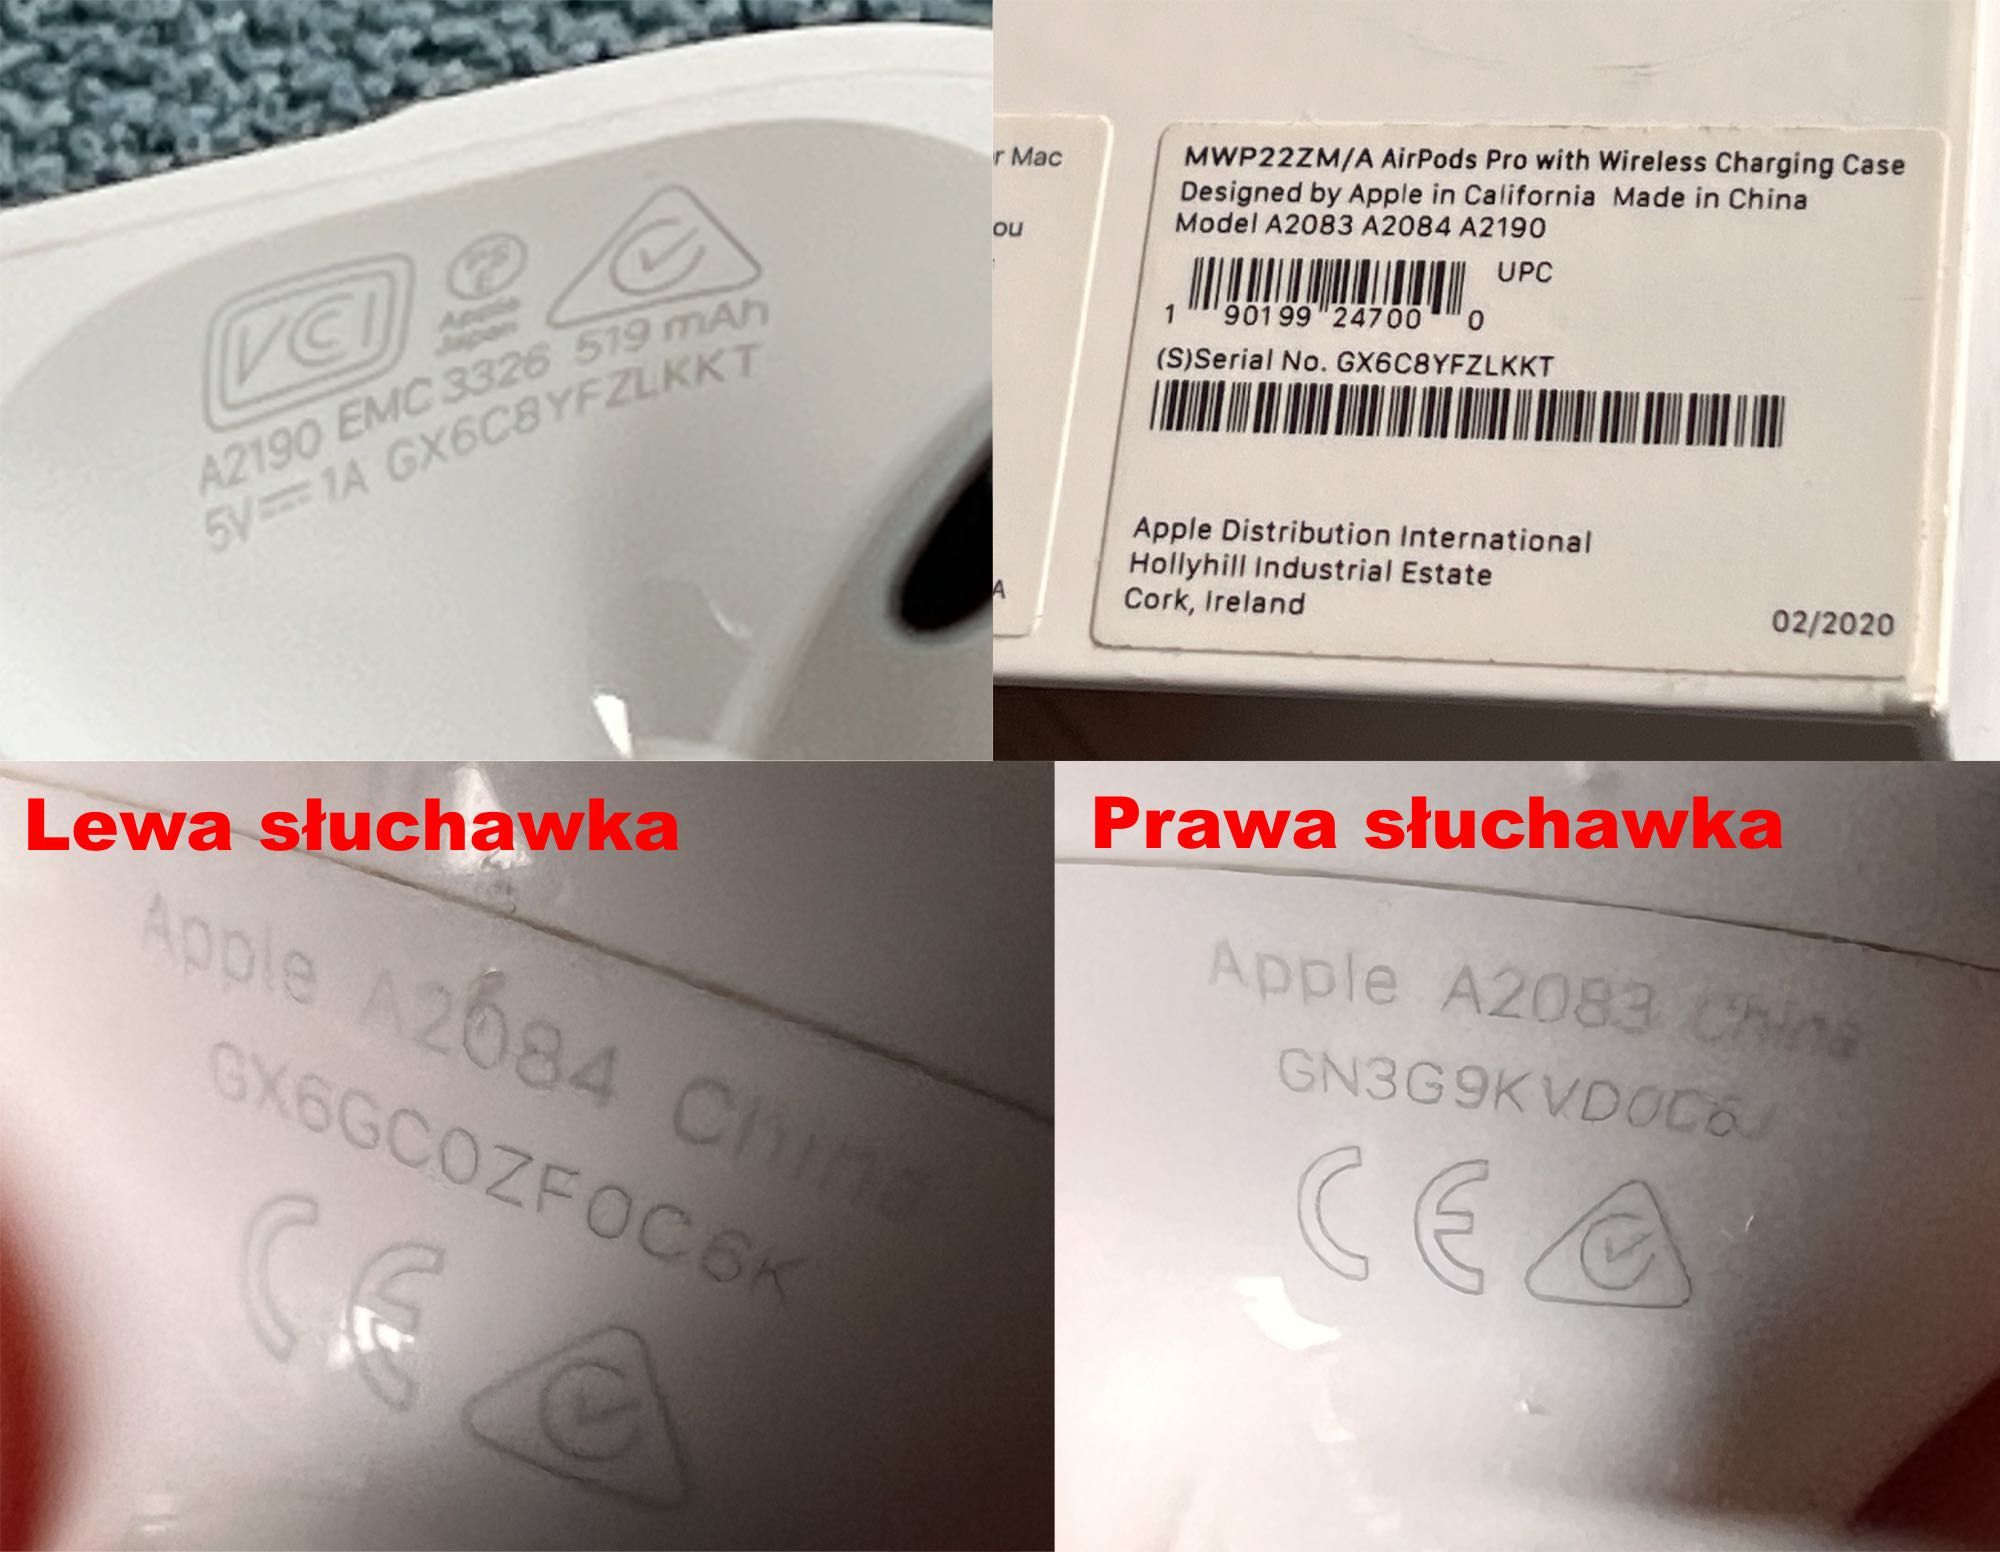 VCI
PS
E
Apple
Japan
A2190 EMC 3326 519 mAh
5V⎓1A GX6C8YFZLKKT
r Mac
ou
A
MWP22ZM/A AirPods Pro with Wireless Charging Case
Designed by Apple in California Made in China
Model A2083 A2084 A2190
UPC
1 90199 24700 0
(S)Serial No. GX6C8YFZLKKT
Apple Distribution International
Hollyhill Industrial Estate
Cork, Ireland
02/2020
Lewa słuchawka
Apple A2084 China
GX6GC0ZF0C6K
CE
Prawa słuchawka
Apple A2083 China
GN3G9KVD0C6J
CE